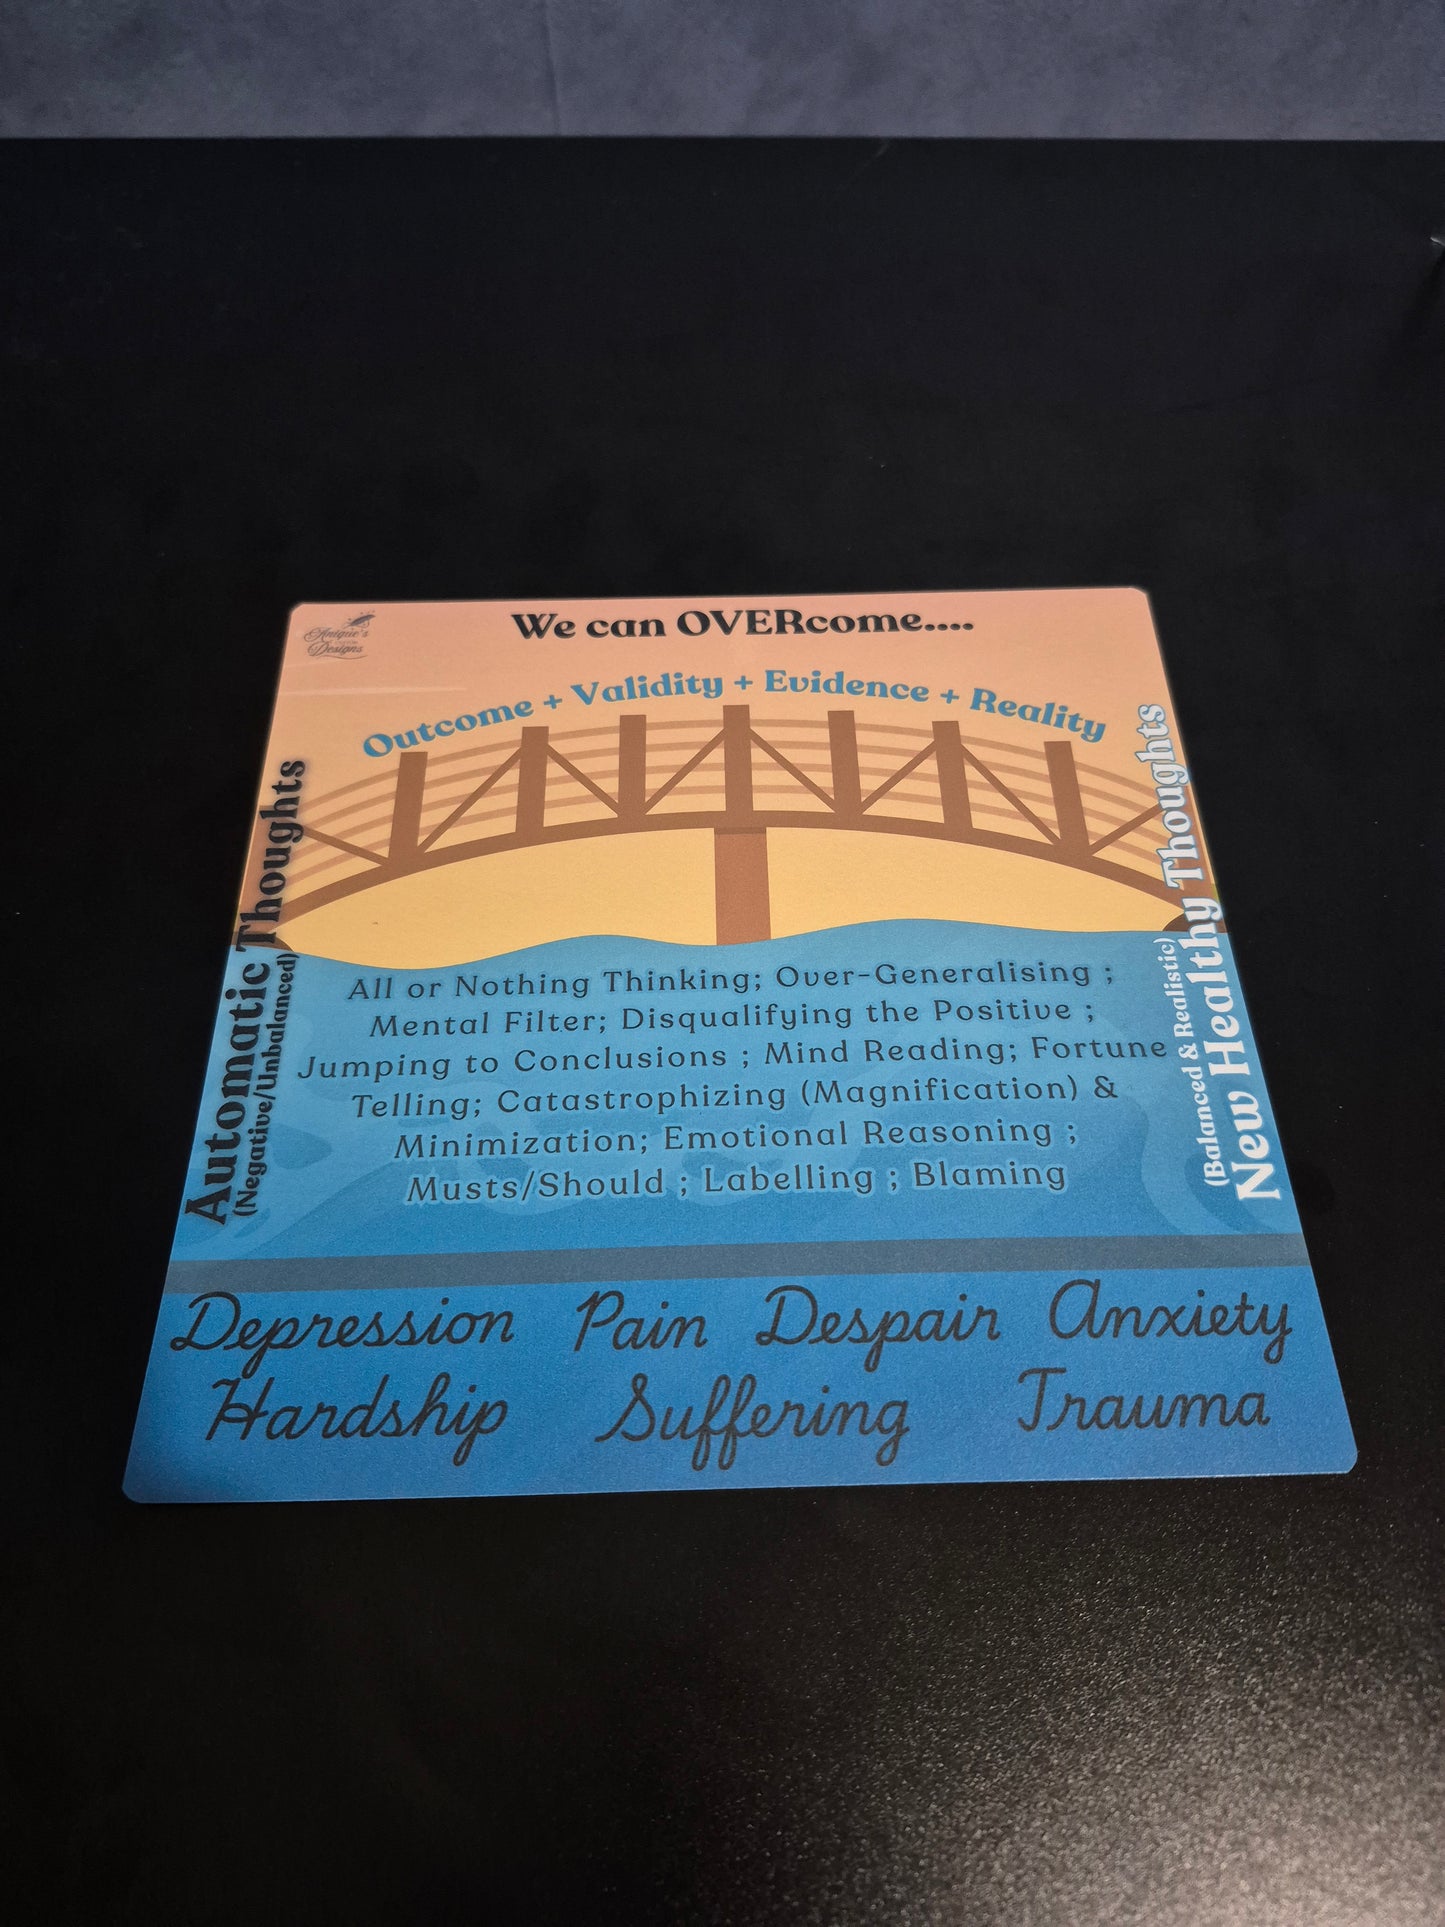 Anique's
Designs
We can OVERcome....
Outcome + Validity + Evidence + Reality
Automatic Thoughts
(Negative/Unbalanced)
All or Nothing Thinking; Over-Generalising ;
Mental Filter; Disqualifying the Positive ;
Jumping to Conclusions ; Mind Reading; Fortune
Telling; Catastrophizing (Magnification) &
Minimization; Emotional Reasoning ;
Musts/Should ; Labelling ; Blaming
(Balanced & Realistic)
New Healthy Thoughts
Depression Pain Despair Anxiety
Hardship Suffering Trauma